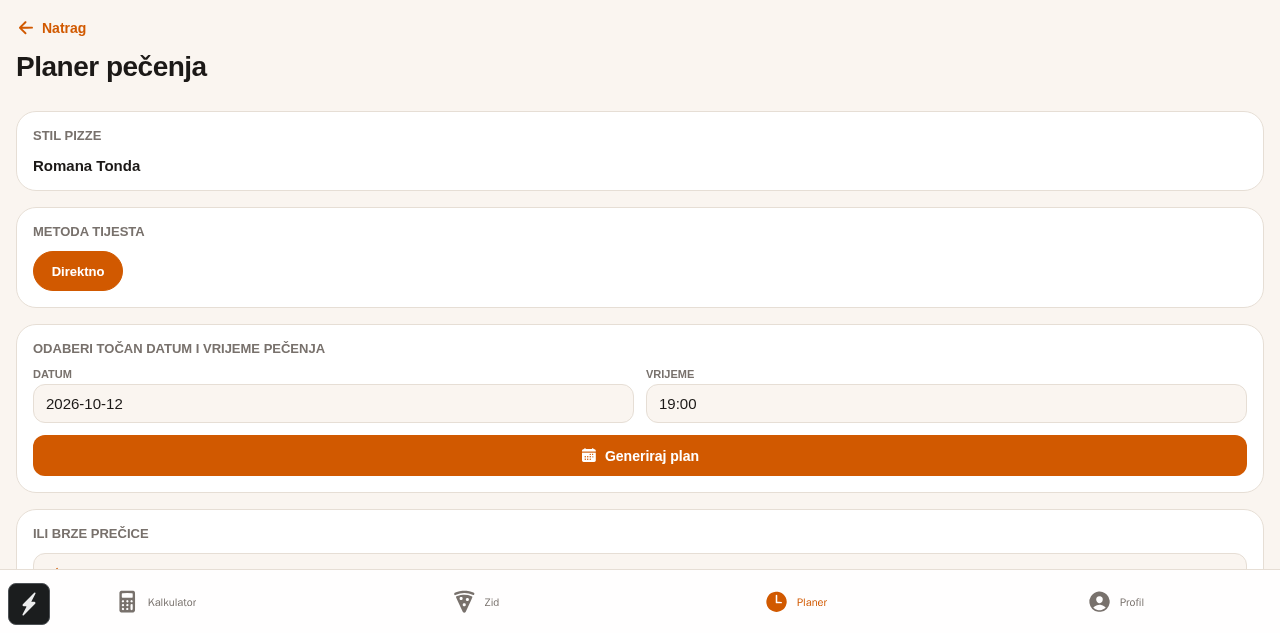 Natrag
Planer pečenja
STIL PIZZE
Romana Tonda
METODA TIJESTA
Direktno
ODABERI TOČAN DATUM I VRIJEME PEČENJA
DATUM
VRIJEME
2026-10-12
19:00
Generiraj plan
ILI BRZE PREČICE
Kalkulator
Zid
Planer
Profil